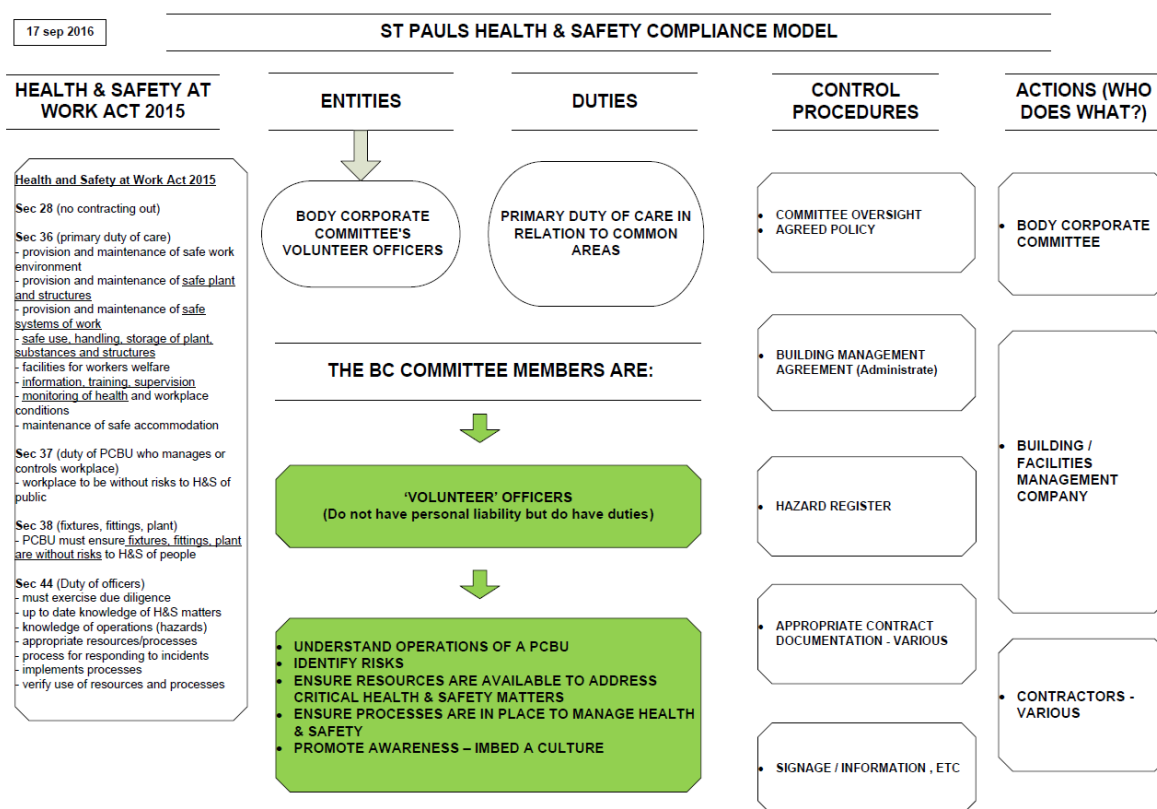 17 sep 2016
ST PAULS HEALTH & SAFETY COMPLIANCE MODEL
HEALTH & SAFETY AT
WORK ACT 2015
Health and Safety at Work Act 2015
Sec 28 (no contracting out)
Sec 36 (primary duty of care)
- provision and maintenance of safe work
environment
- provision and maintenance of safe plant
and structures
- provision and maintenance of safe
systems of work
- safe use, handling, storage of plant,
substances and structures
- facilities for workers welfare
- information, training, supervision
- monitoring of health and workplace
conditions
- maintenance of safe accommodation
Sec 37 (duty of PCBU who manages or
controls workplace)
- workplace to be without risks to H&S of
public
Sec 38 (fixtures, fittings, plant)
- PCBU must ensure fixtures, fittings, plant
are without risks to H&S of people
Sec 44 (Duty of officers)
- must exercise due diligence
- up to date knowledge of H&S matters
- knowledge of operations (hazards)
- appropriate resources/processes
- process for responding to incidents
- implements processes
- verify use of resources and processes
ENTITIES
BODY CORPORATE
COMMITTEE'S
VOLUNTEER OFFICERS
DUTIES
PRIMARY DUTY OF CARE IN
RELATION TO COMMON
AREAS
THE BC COMMITTEE MEMBERS ARE:
‘VOLUNTEER’ OFFICERS
(Do not have personal liability but do have duties)
• UNDERSTAND OPERATIONS OF A PCBU
• IDENTIFY RISKS
• ENSURE RESOURCES ARE AVAILABLE TO ADDRESS
CRITICAL HEALTH & SAFETY MATTERS
• ENSURE PROCESSES ARE IN PLACE TO MANAGE HEALTH
& SAFETY
• PROMOTE AWARENESS – IMBED A CULTURE
CONTROL
PROCEDURES
• COMMITTEE OVERSIGHT
• AGREED POLICY
• BUILDING MANAGEMENT
AGREEMENT (Administrate)
• HAZARD REGISTER
• APPROPRIATE CONTRACT
DOCUMENTATION - VARIOUS
• SIGNAGE / INFORMATION , ETC
ACTIONS (WHO
DOES WHAT?)
• BODY CORPORATE
COMMITTEE
• BUILDING /
FACILITIES
MANAGEMENT
COMPANY
• CONTRACTORS -
VARIOUS